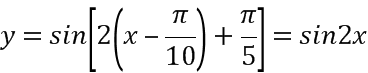 y = sin[2(x − π/10) + π/5] = sin2x